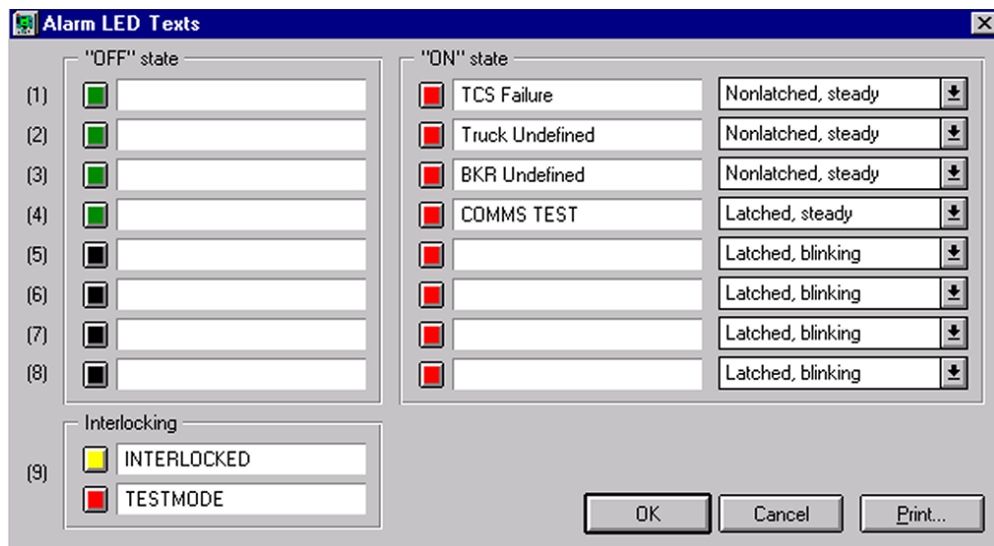 Alarm LED Texts
"OFF" state
"ON" state
(1) TCS Failure Nonlatched, steady
(2) Truck Undefined Nonlatched, steady
(3) BKR Undefined Nonlatched, steady
(4) COMMS TEST Latched, steady
(5) Latched, blinking
(6) Latched, blinking
(7) Latched, blinking
(8) Latched, blinking
Interlocking
(9) INTERLOCKED
TESTMODE
OK Cancel Print...